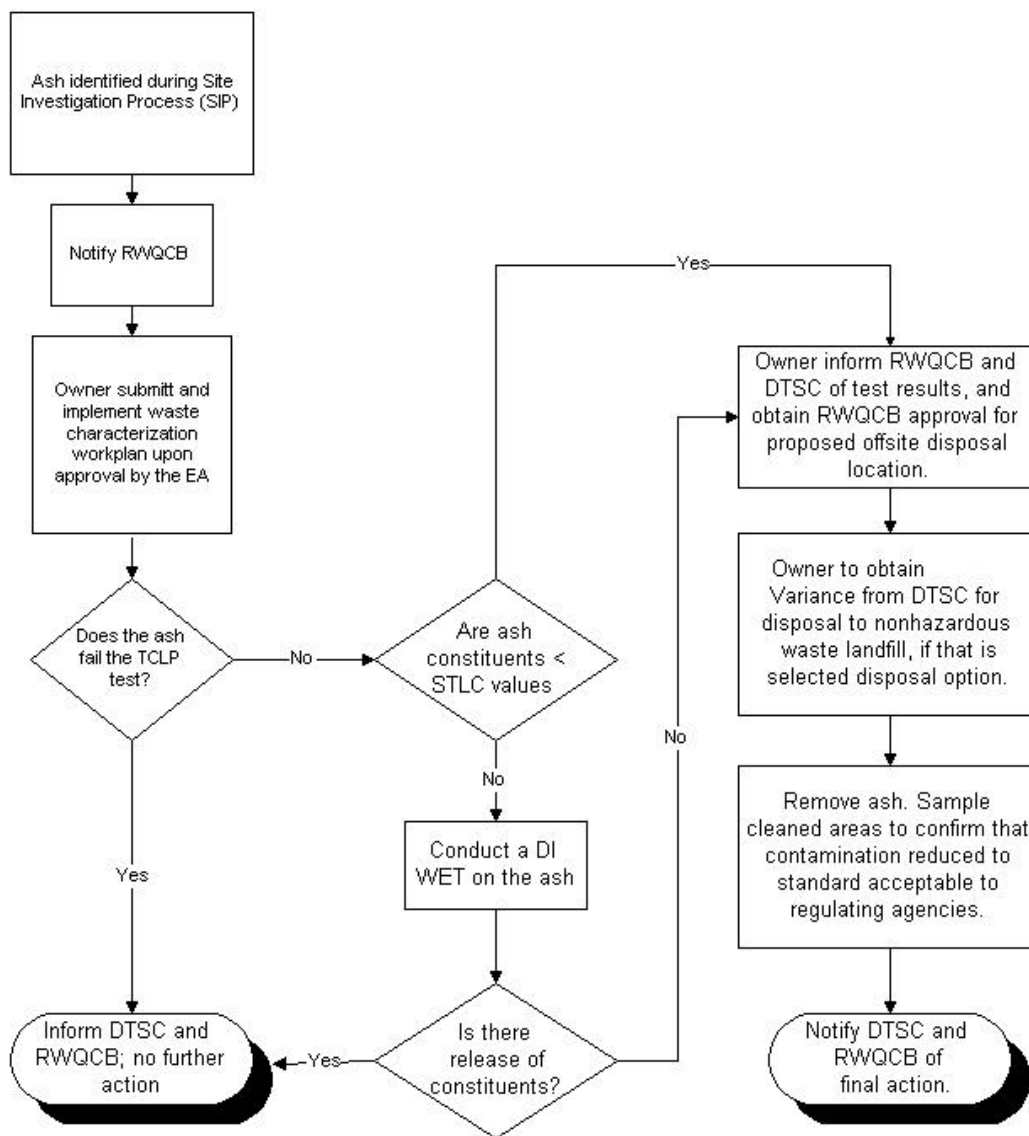 Ash identified during Site
Investigation Process (SIP)
Notify RWQCB
Owner submitt and
implement waste
characterization
workplan upon
approval by the EA
Does the ash
fail the TCLP
test?
No
Yes
Are ash
constituents <
STLC values
Yes
No
Conduct a DI
WET on the ash
Is there
release of
constituents?
Yes
No
Inform DTSC and
RWQCB; no further
action
Owner inform RWQCB and
DTSC of test results, and
obtain RWQCB approval for
proposed offsite disposal
location.
Owner to obtain
Variance from DTSC for
disposal to nonhazardous
waste landfill, if that is
selected disposal option.
Remove ash. Sample
cleaned areas to confirm that
contamination reduced to
standard acceptable to
regulating agencies.
Notify DTSC and
RWQCB of
final action.